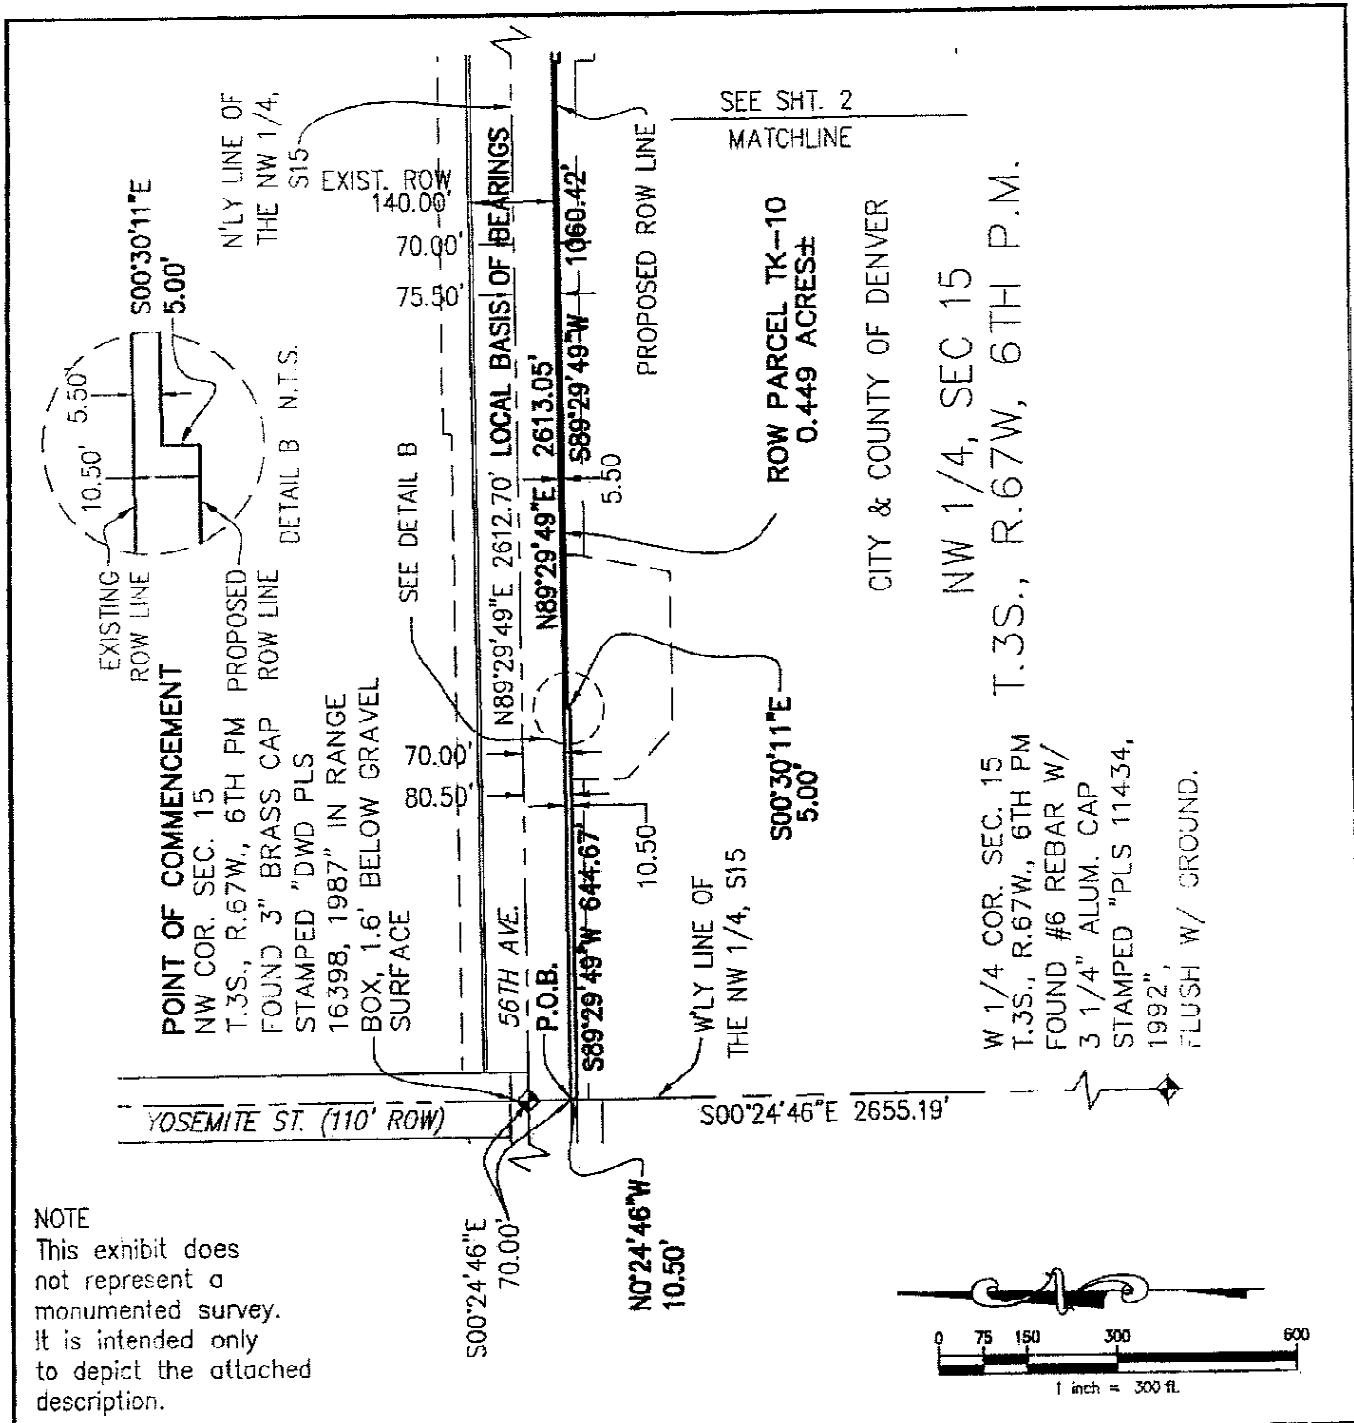 SEE SHT. 2
MATCHLINE
N'LY LINE OF
THE NW 1/4,
S15
EXIST. ROW
140.00'
70.00'
75.50'
S00°30'11"E
5.00'
5.50'
10.50'
DETAIL B N.T.S.
EXISTING
ROW LINE
PROPOSED
ROW LINE
SEE DETAIL B
N89°29'49"E 2612.70' LOCAL BASIS OF BEARINGS
N89°29'49"E 2613.05'
S89°29'49"W 1060.42'
PROPOSED ROW LINE
5.50
ROW PARCEL TK-10
0.449 ACRES±
CITY & COUNTY OF DENVER
NW 1/4, SEC 15
T.3S., R.67W, 6TH P.M.
POINT OF COMMENCEMENT
NW COR. SEC. 15
T.3S., R.67W., 6TH PM
FOUND 3" BRASS CAP
STAMPED "DWD PLS
16398, 1987" IN RANGE
BOX, 1.6' BELOW GRAVEL
SURFACE
70.00'
80.50'
S00°30'11"E
5.00'
10.50
56TH AVE.
P.O.B.
S89°29'49"W 644.67'
W'LY LINE OF
THE NW 1/4, S15
W 1/4 COR. SEC. 15
T.3S., R.67W., 6TH PM
FOUND #6 REBAR W/
3 1/4" ALUM. CAP
STAMPED "PLS 11434,
1992",
FLUSH W/ GROUND.
YOSEMITE ST. (110' ROW)
S00°24'46"E 2655.19'
S00°24'46"E
70.00'
N0°24'46"W
10.50'
NOTE
This exhibit does
not represent a
monumented survey.
It is intended only
to depict the attached
description.
0 75 150 300 600
1 inch = 300 ft.